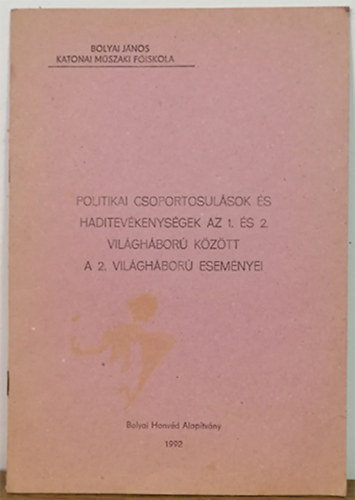 BOLYAI JÁNOS
KATONAI MŰSZAKI FŐISKOLA
POLITIKAI CSOPORTOSULÁSOK ÉS
HADITEVÉKENYSÉGEK AZ 1. ÉS 2.
VILÁGHÁBORÚ KÖZÖTT
A 2. VILÁGHÁBORÚ ESEMÉNYEI
Bolyai Honvéd Alapítvány
1992